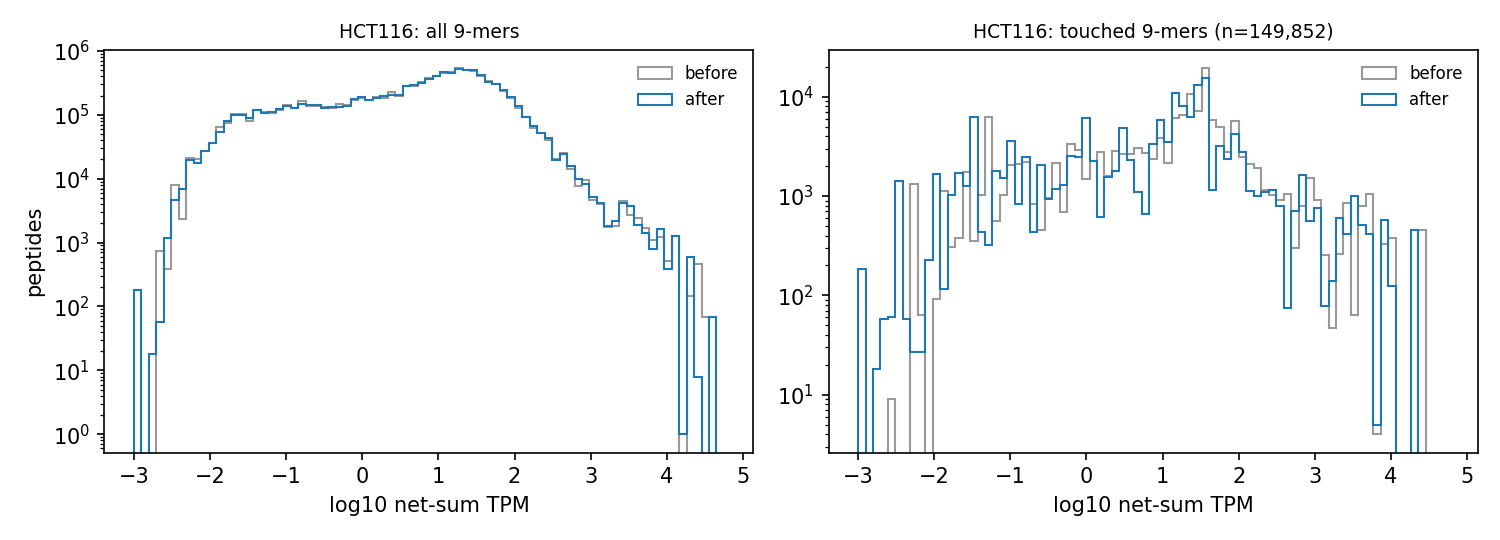 HCT116: all 9-mers
peptides
10⁶
10⁵
10⁴
10³
10²
10¹
10⁰
before
after
−3 −2 −1 0 1 2 3 4 5
log10 net-sum TPM
HCT116: touched 9-mers (n=149,852)
10⁴
10³
10²
10¹
before
after
−3 −2 −1 0 1 2 3 4 5
log10 net-sum TPM